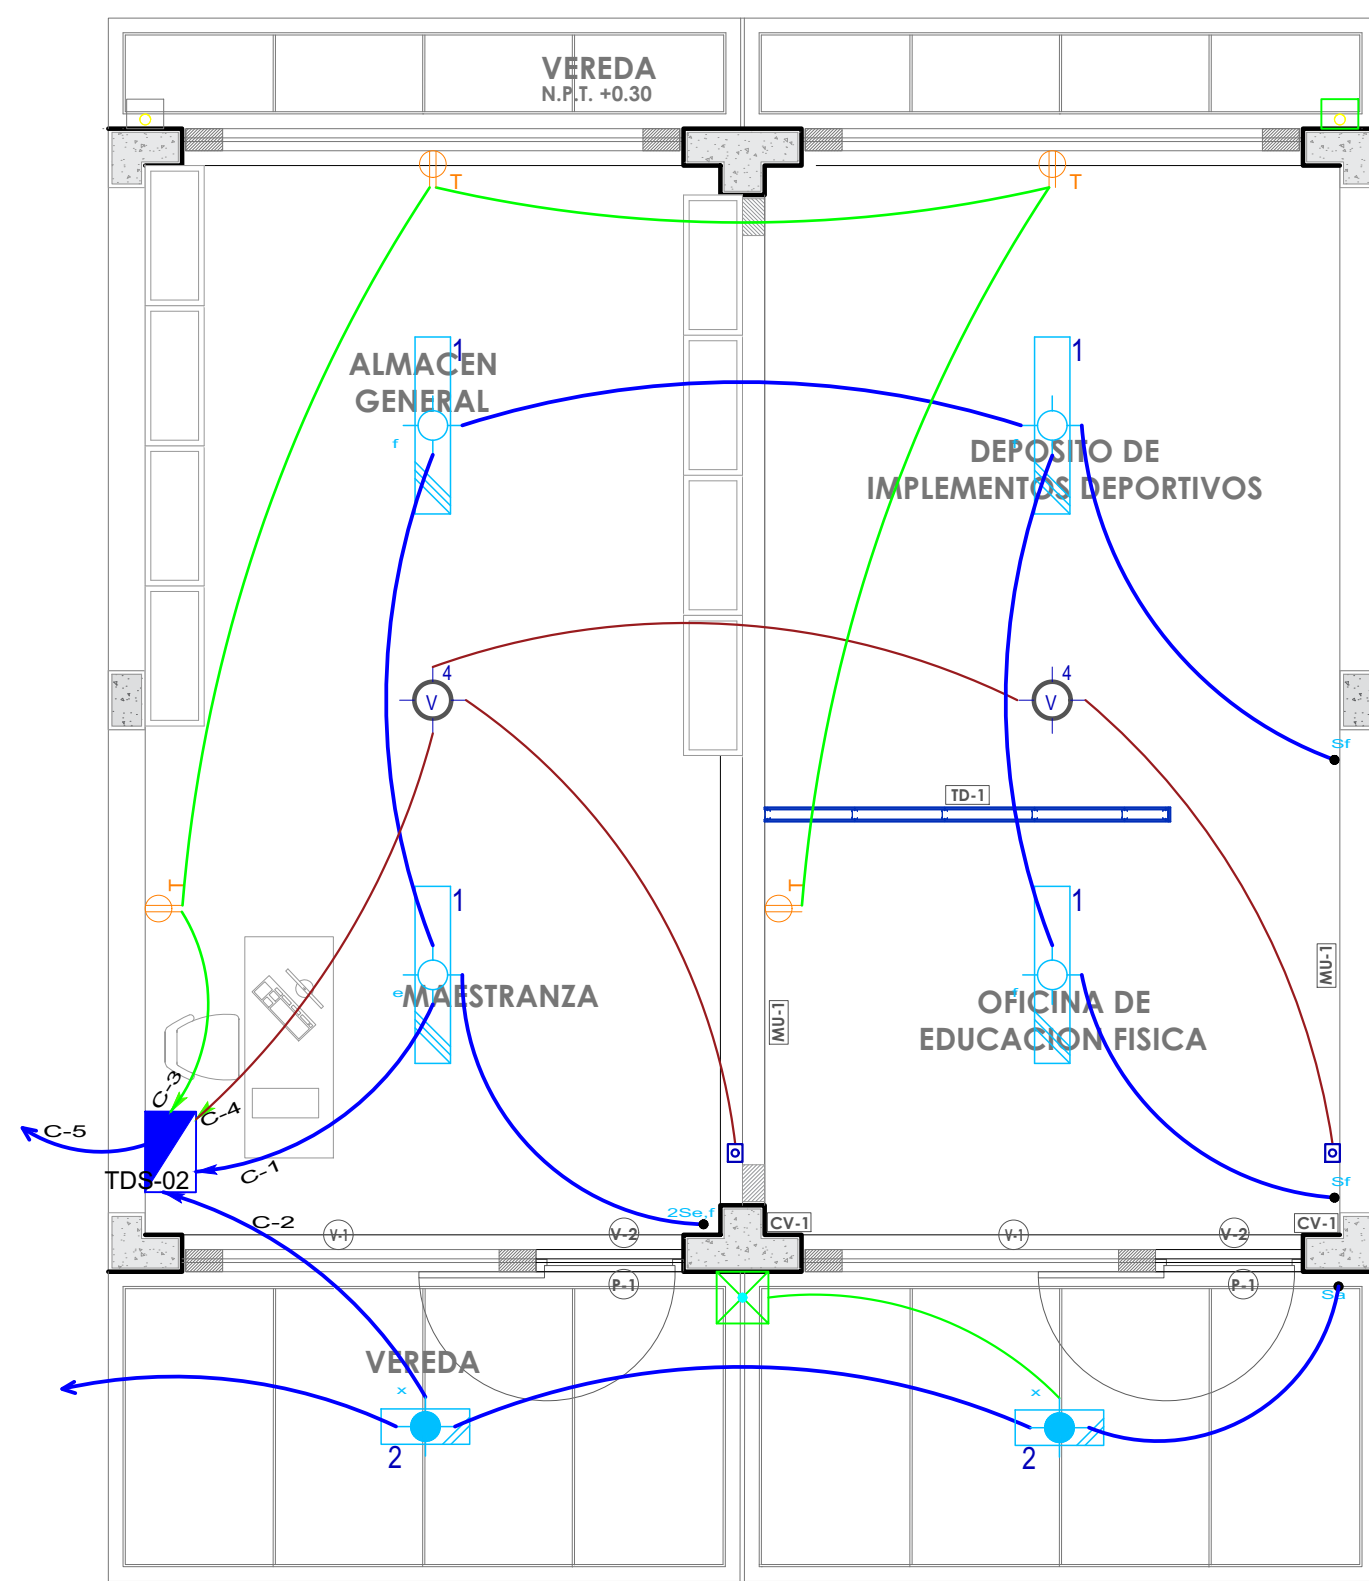 VEREDA
N.P.T. +0.30
T
T
1
1
ALMACEN
GENERAL
f
f
DEPOSITO DE
IMPLEMENTOS DEPORTIVOS
4
4
V
V
Sf
TD-1
T
T
1
1
MU-1
e
MAESTRANZA
f
OFICINA DE
EDUCACION FISICA
MU-1
C-3
C-4
C-5
C-1
TDS-02
Sf
2Se,f
C-2
V-1
V-2
CV-1
V-1
V-2
CV-1
P-1
P-1
Sa
VEREDA
x
x
2
2